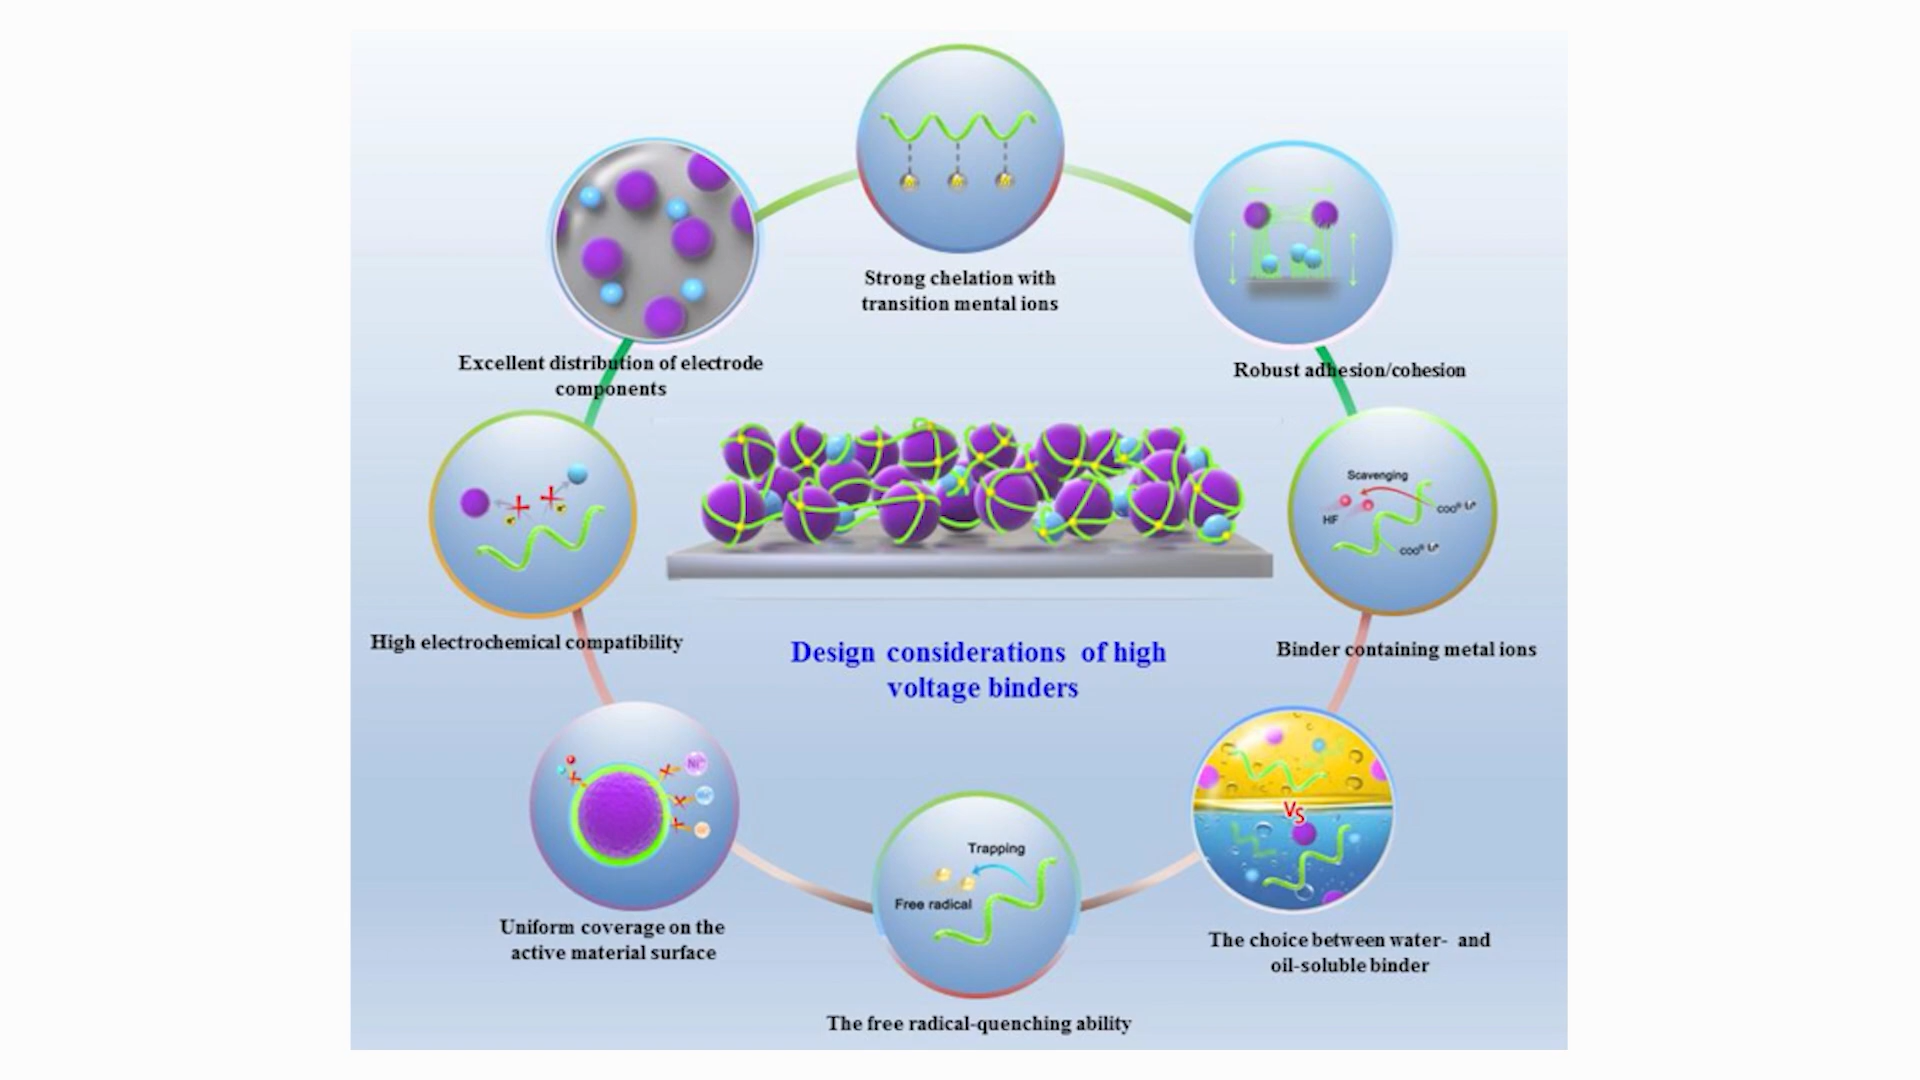 Strong chelation with
transition mental ions
Excellent distribution of electrode
components
Robust adhesion/cohesion
Scavenging
HF
High electrochemical compatibility
Binder containing metal ions
Design considerations of high
voltage binders
Vs
Trapping
Free radical
Uniform coverage on the
active material surface
The choice between water- and
oil-soluble binder
The free radical-quenching ability